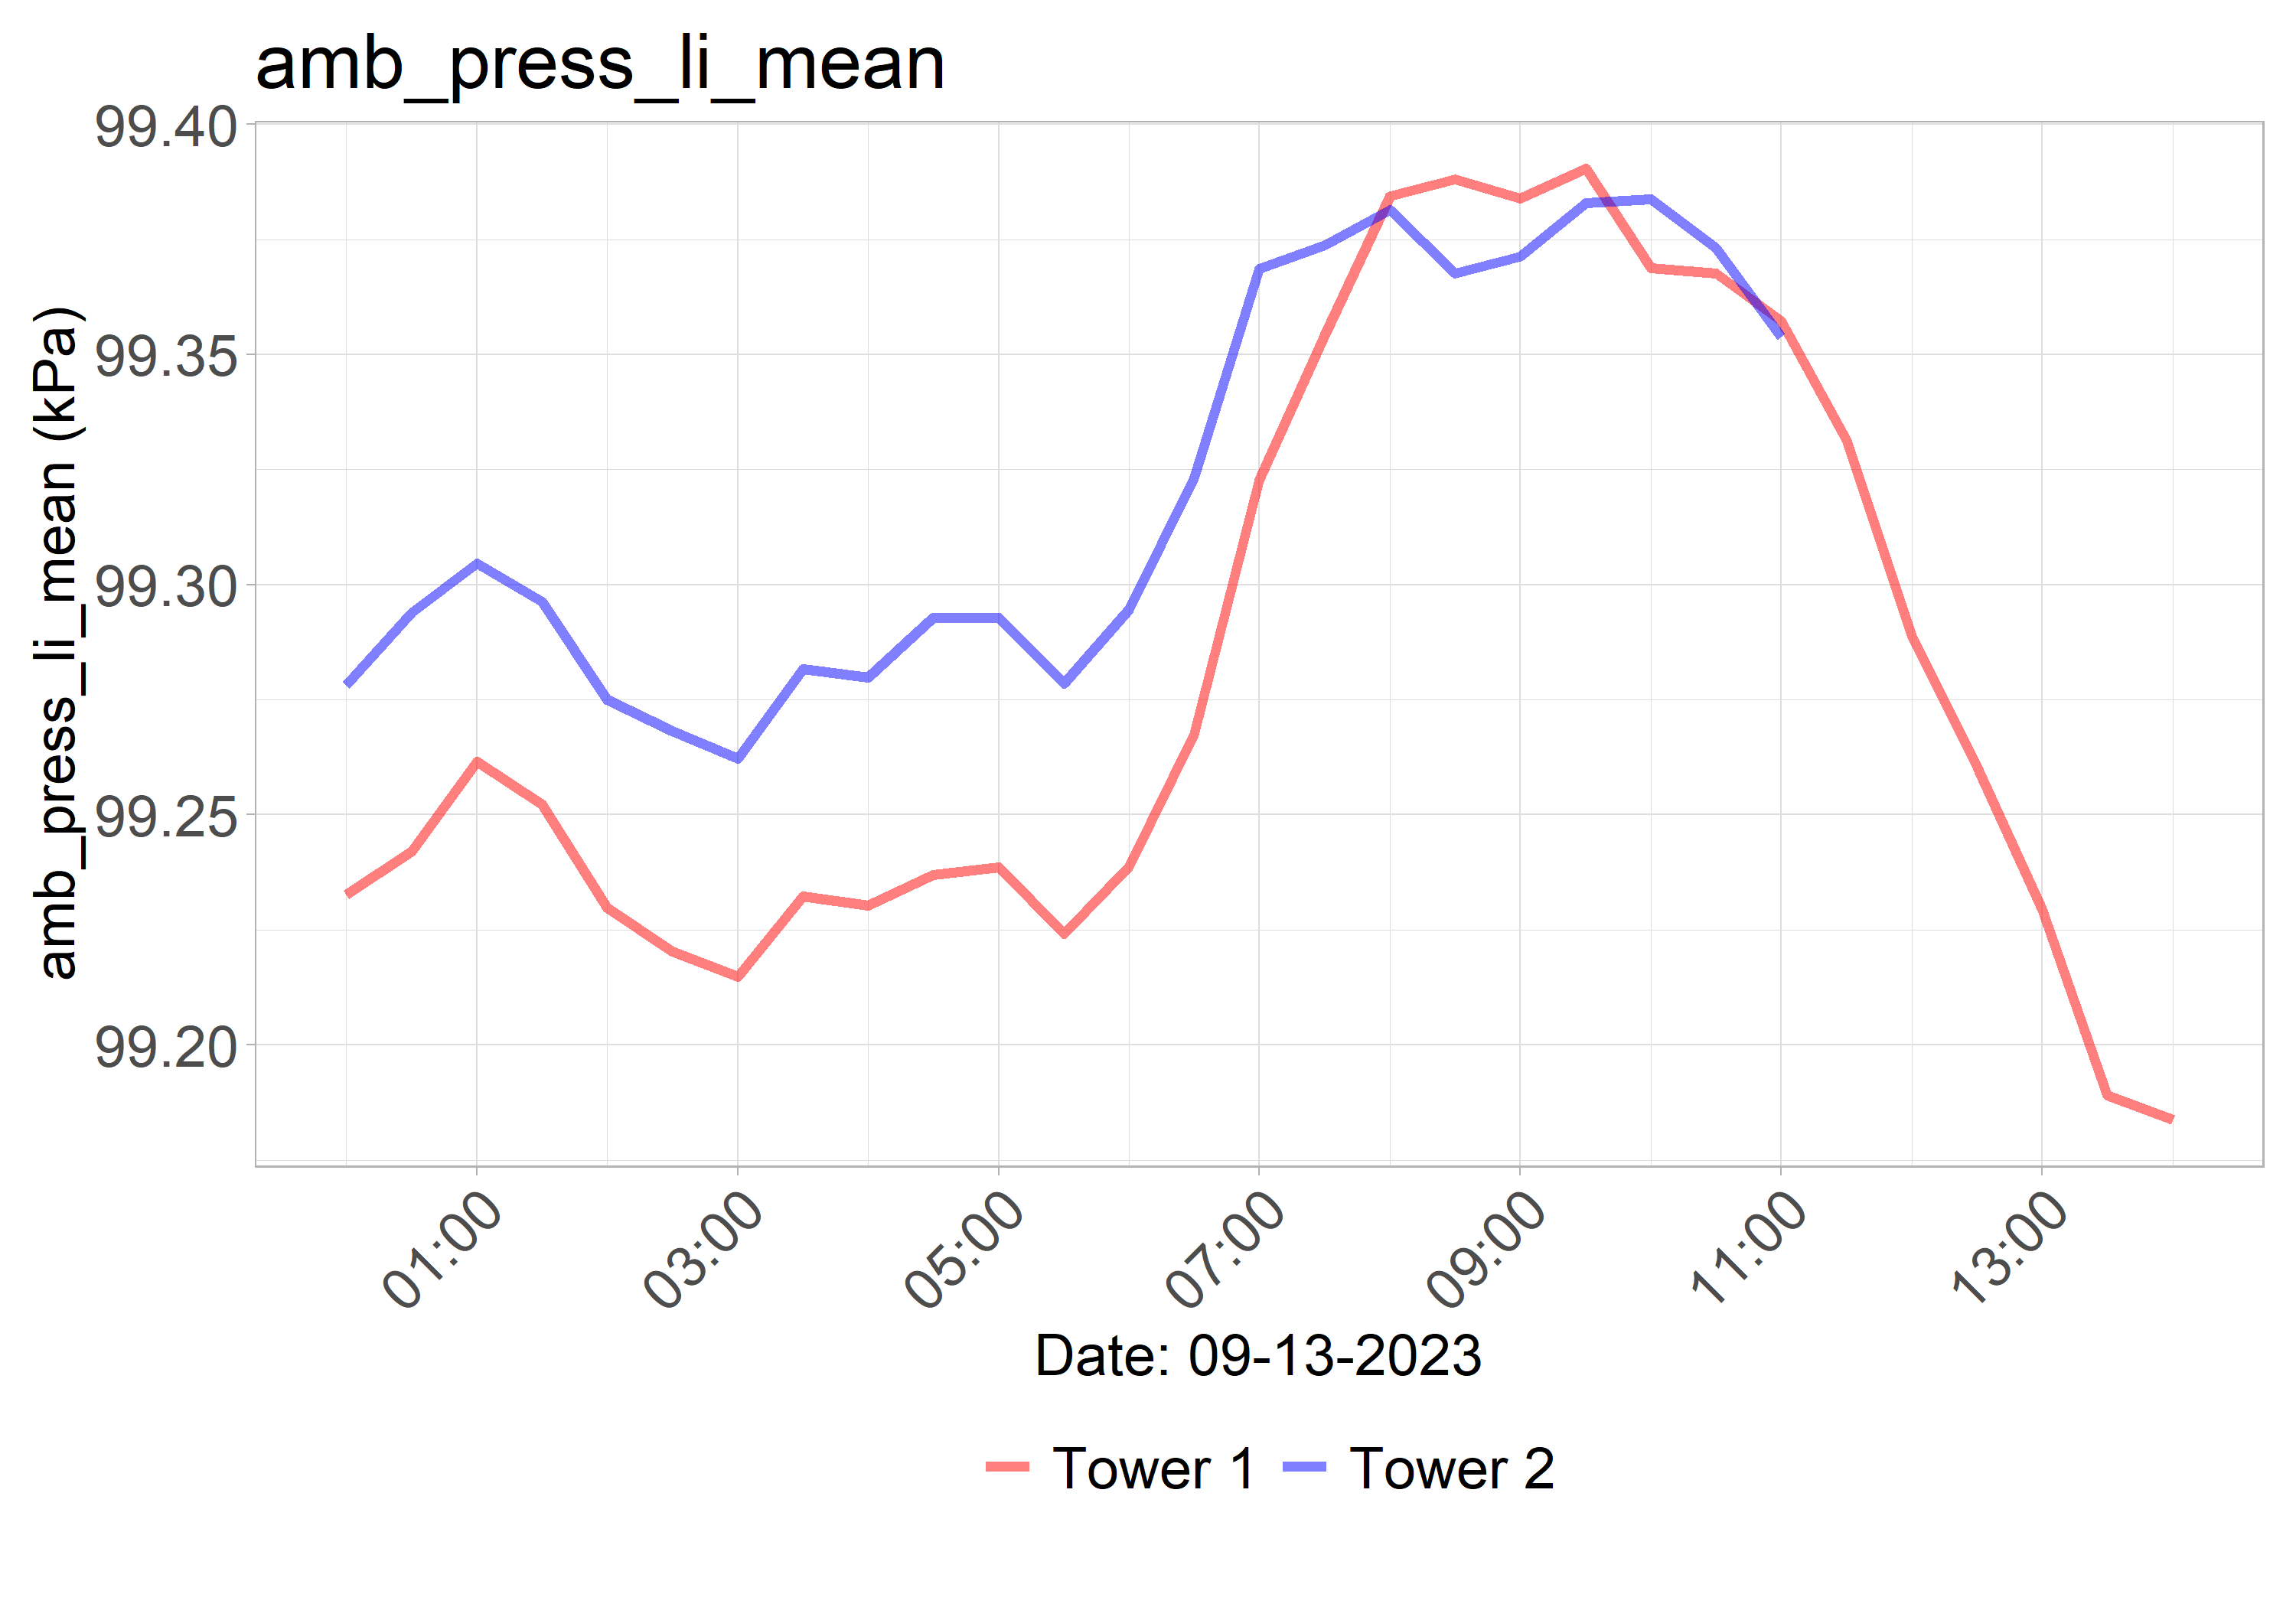 amb_press_li_mean
amb_press_li_mean (kPa)
99.40
99.35
99.30
99.25
99.20
01:00
03:00
05:00
07:00
09:00
11:00
13:00
Date: 09-13-2023
Tower 1
Tower 2